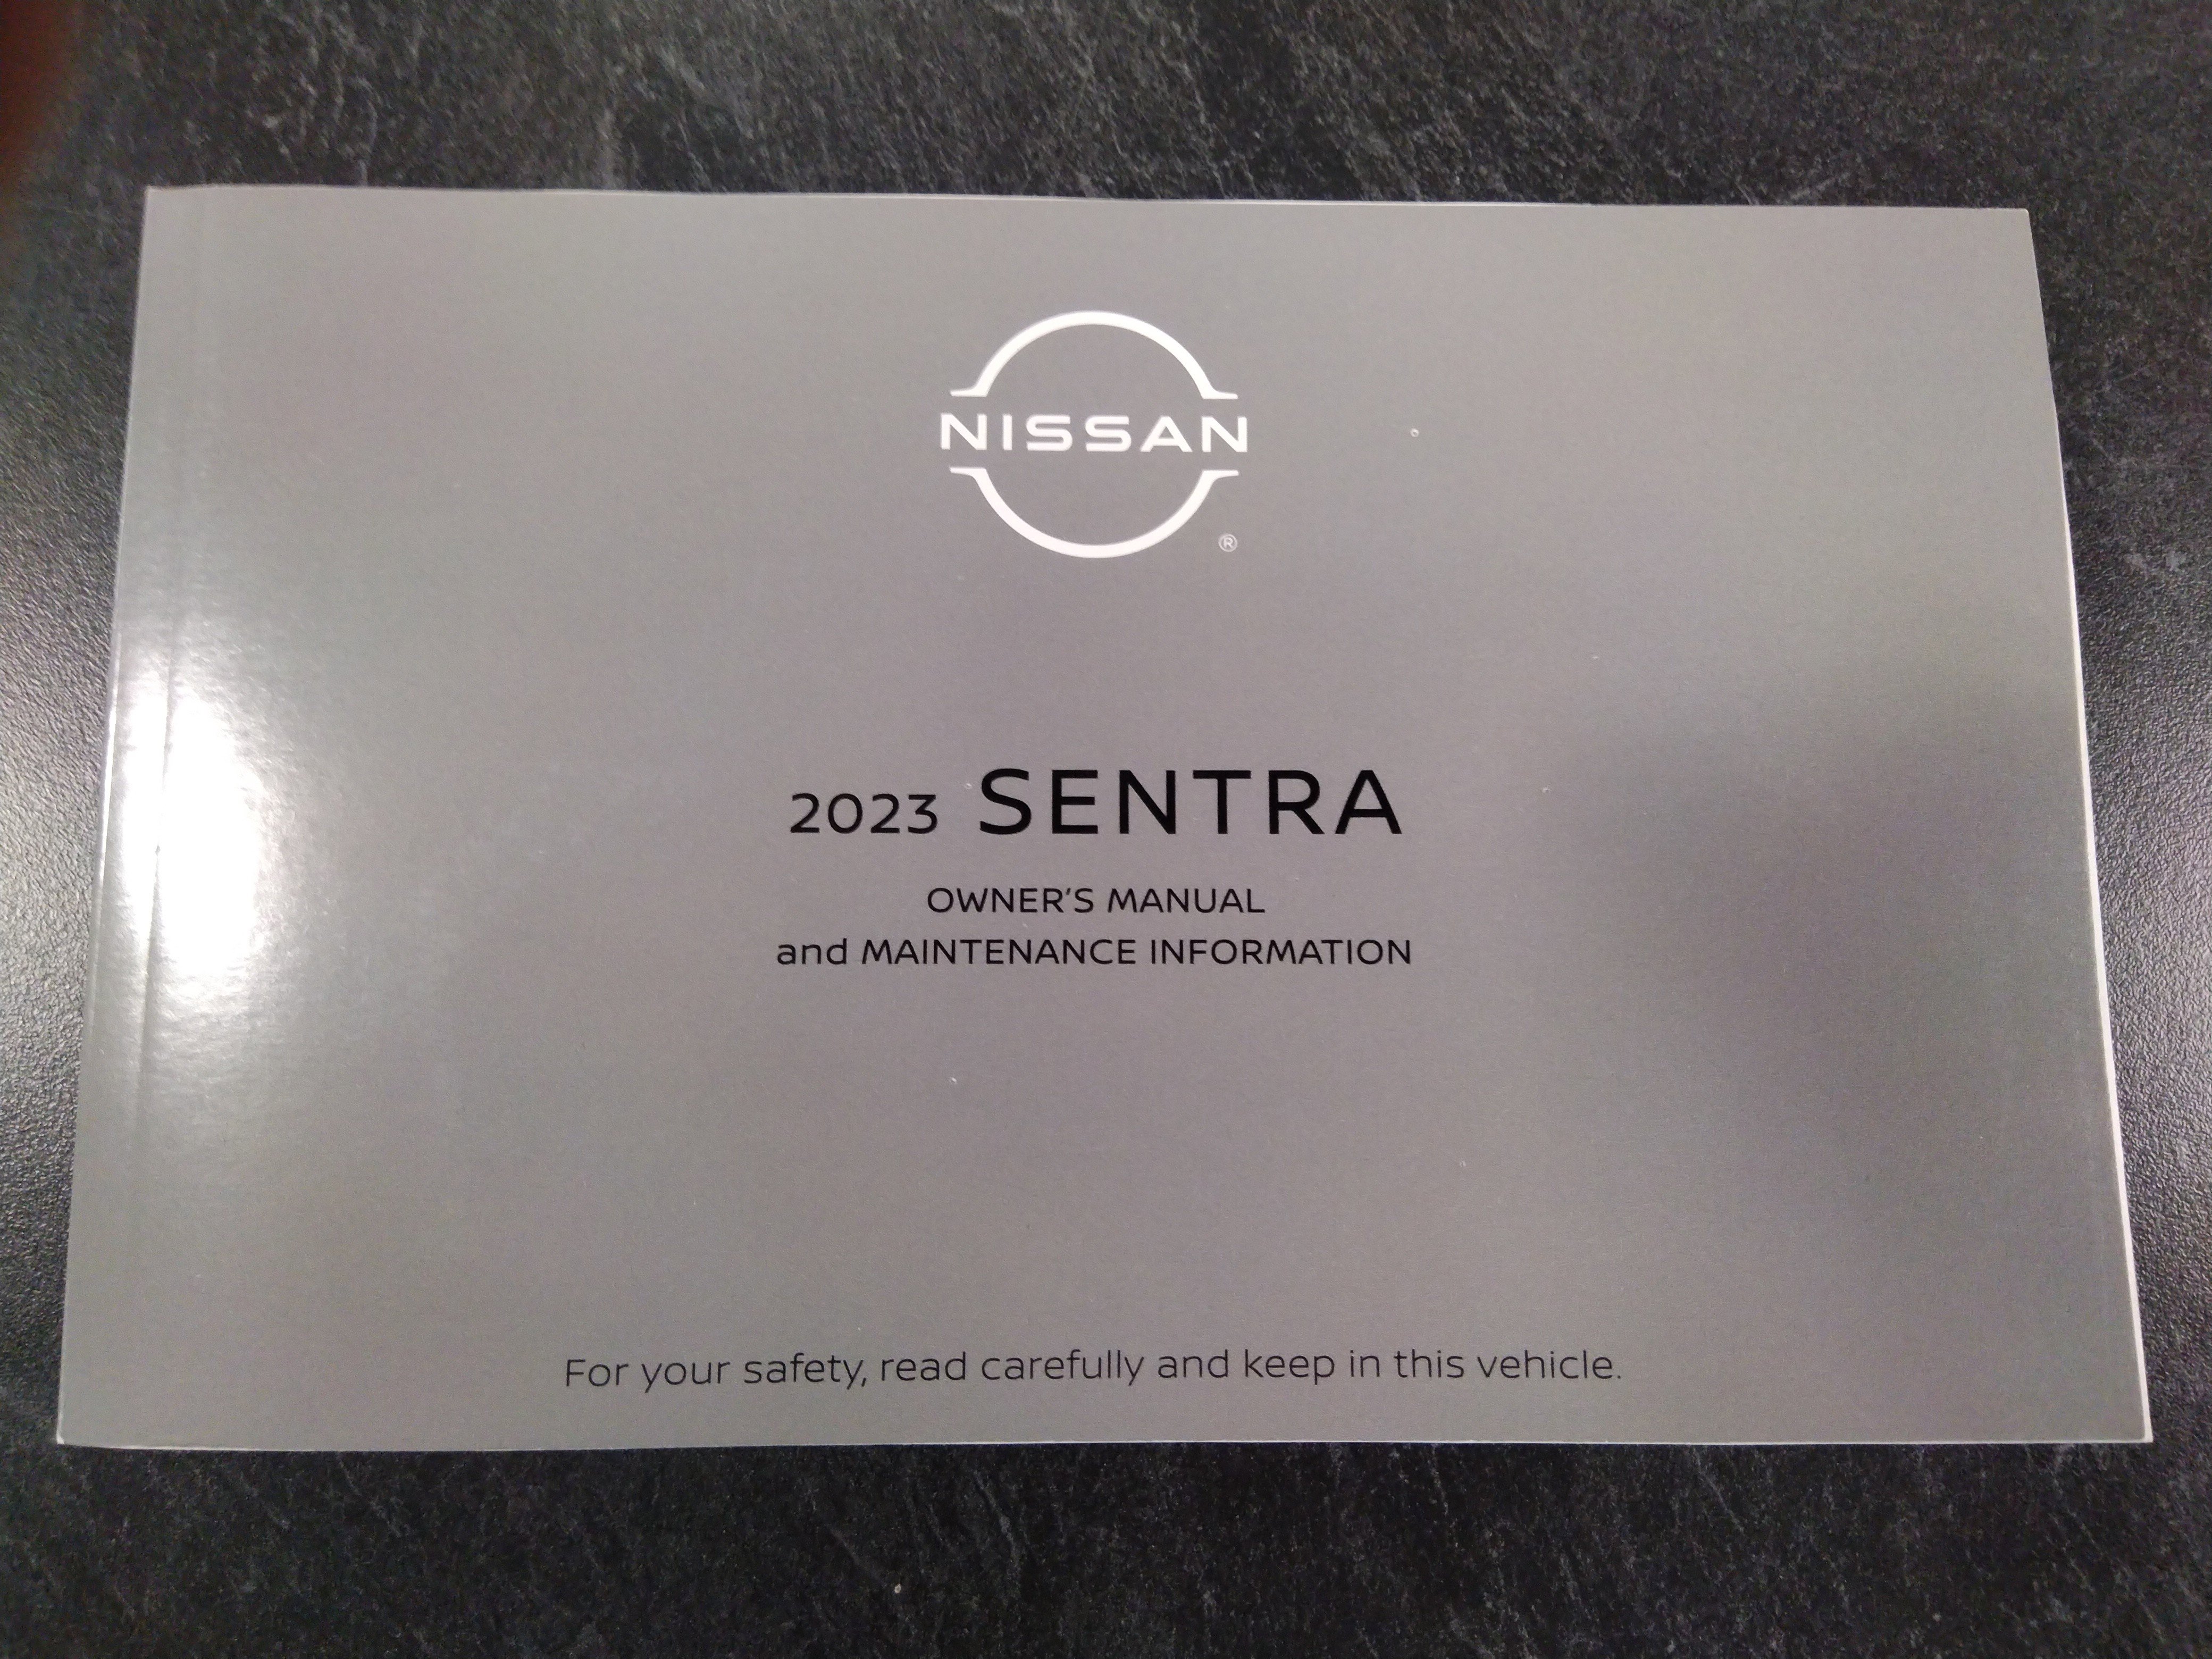 NISSAN
®
2023 SENTRA
OWNER'S MANUAL
and MAINTENANCE INFORMATION
For your safety, read carefully and keep in this vehicle.